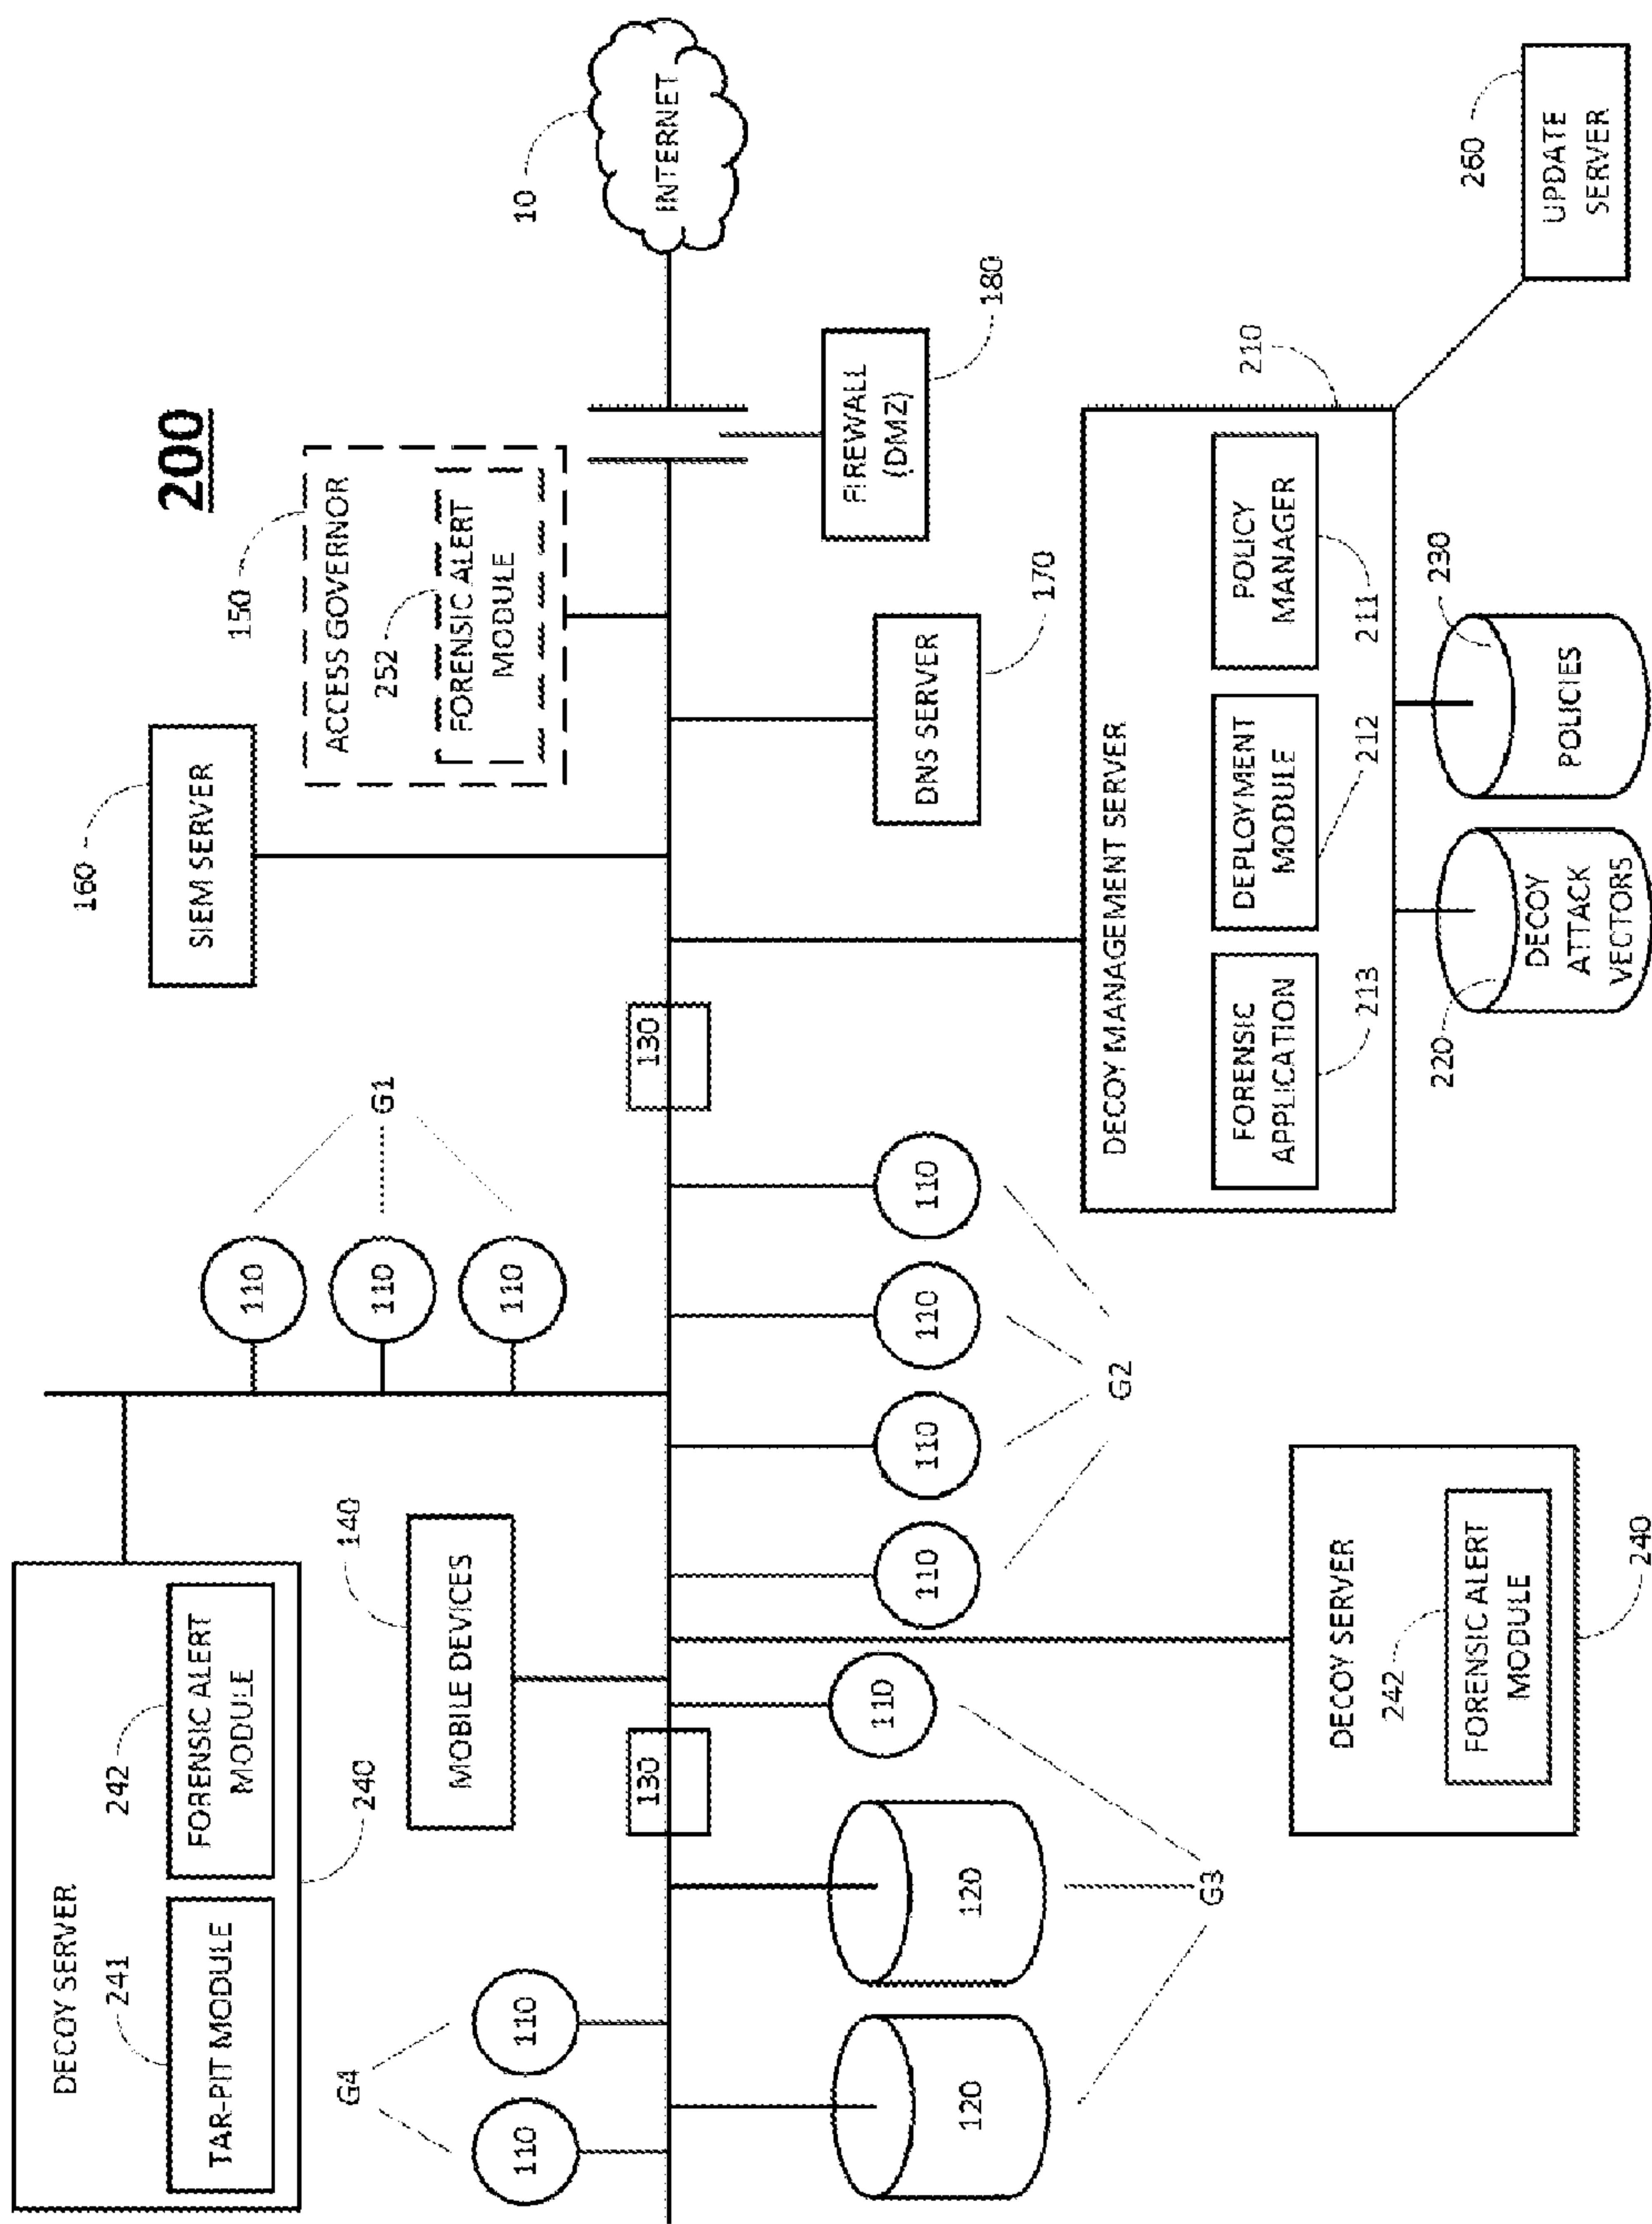 200
DECOY SERVER
241
TAR-PIT MODULE
242
FORENSIC ALERT
MODULE
240
160
SIEM SERVER
150
ACCESS GOVERNOR
252
FORENSIC ALERT
MODULE
10
INTERNET
G4
110
110
140
MOBILE DEVICES
110
110
110
G1
130
130
120
120
110
G3
110
110
110
110
G2
DNS SERVER
170
FIREWALL
(DMZ)
180
DECOY SERVER
242
FORENSIC ALERT
MODULE
240
DECOY MANAGEMENT SERVER
210
FORENSIC
APPLICATION
213
DEPLOYMENT
MODULE
212
POLICY
MANAGER
211
220
DECOY
ATTACK
VECTORS
230
POLICIES
260
UPDATE
SERVER